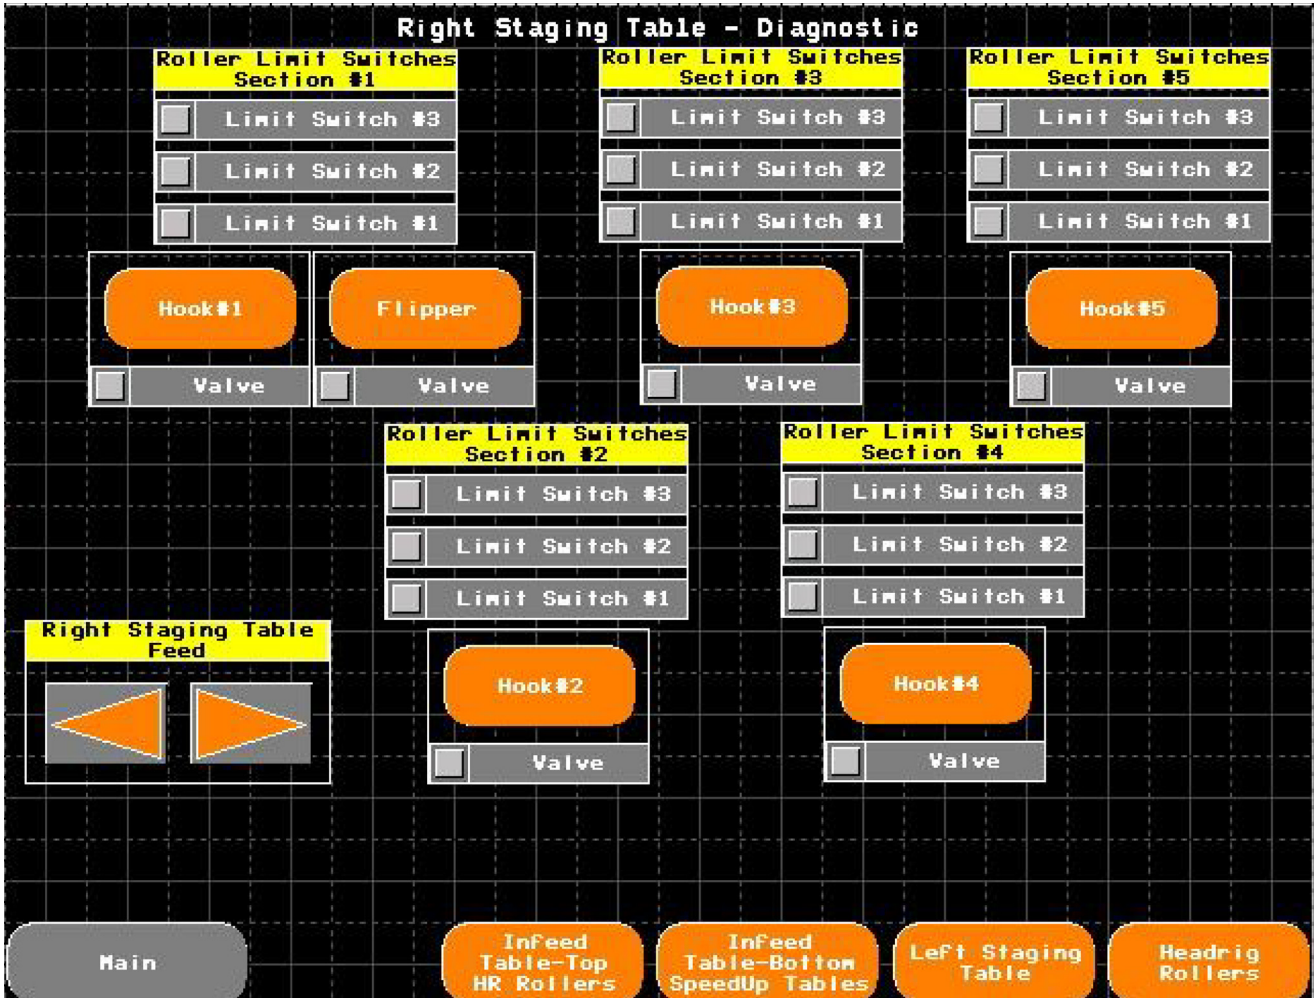 Right Staging Table - Diagnostic
Roller Limit Switches
Section #1
Limit Switch #3
Limit Switch #2
Limit Switch #1
Roller Limit Switches
Section #3
Limit Switch #3
Limit Switch #2
Limit Switch #1
Roller Limit Switches
Section #5
Limit Switch #3
Limit Switch #2
Limit Switch #1
Hook#1
Valve
Flipper
Valve
Hook#3
Valve
Hook#5
Valve
Roller Limit Switches
Section #2
Limit Switch #3
Limit Switch #2
Limit Switch #1
Hook#2
Valve
Roller Limit Switches
Section #4
Limit Switch #3
Limit Switch #2
Limit Switch #1
Hook#4
Valve
Right Staging Table
Feed
Main
Infeed
Table-Top
HR Rollers
Infeed
Table-Bottom
SpeedUp Tables
Left Staging
Table
Headrig
Rollers